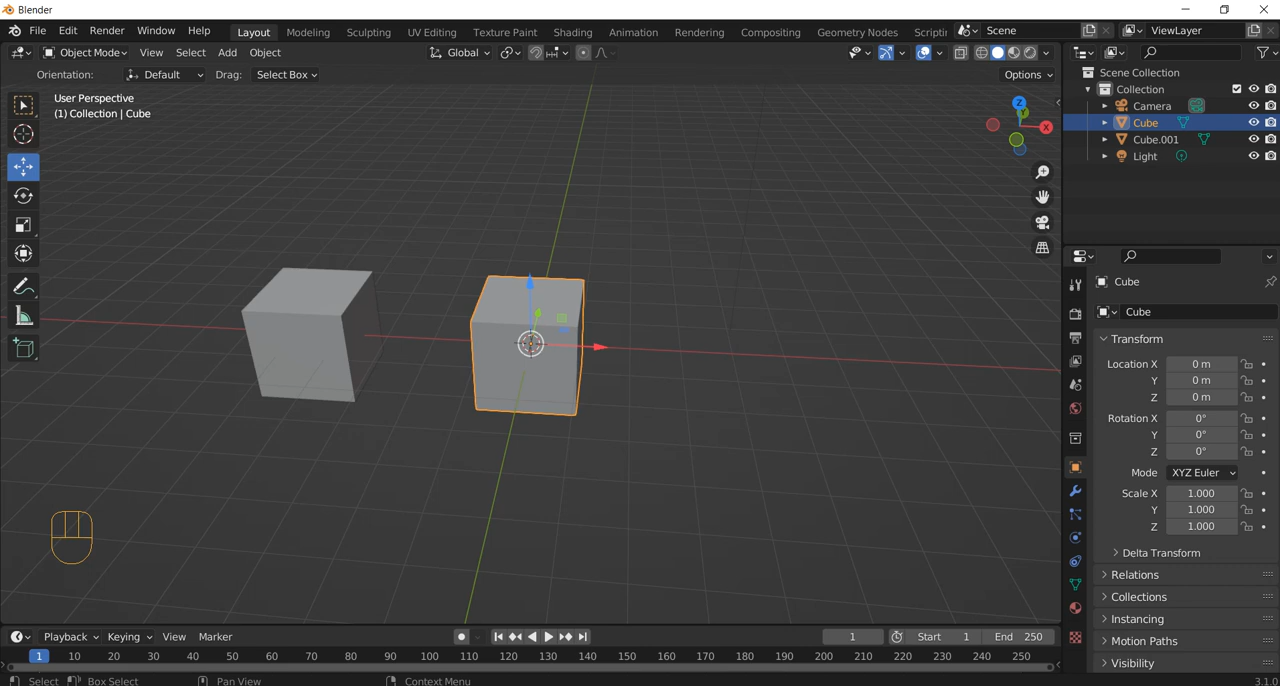 Blender
File Edit Render Window Help Layout Modeling Sculpting UV Editing Texture Paint Shading Animation Rendering Compositing Geometry Nodes Scriptin Scene ViewLayer
Object Mode View Select Add Object Global
Orientation: Default Drag: Select Box Options
User Perspective
(1) Collection | Cube
Z
Y
X
Scene Collection
Collection
Camera
Cube
Cube.001
Light
Cube
Cube
Transform
Location X 0 m
Y 0 m
Z 0 m
Rotation X 0°
Y 0°
Z 0°
Mode XYZ Euler
Scale X 1.000
Y 1.000
Z 1.000
Delta Transform
Relations
Collections
Instancing
Motion Paths
Visibility
Playback Keying View Marker 1 Start 1 End 250
1 10 20 30 40 50 60 70 80 90 100 110 120 130 140 150 160 170 180 190 200 210 220 230 240 250
Select Box Select Pan View Context Menu 3.1.0